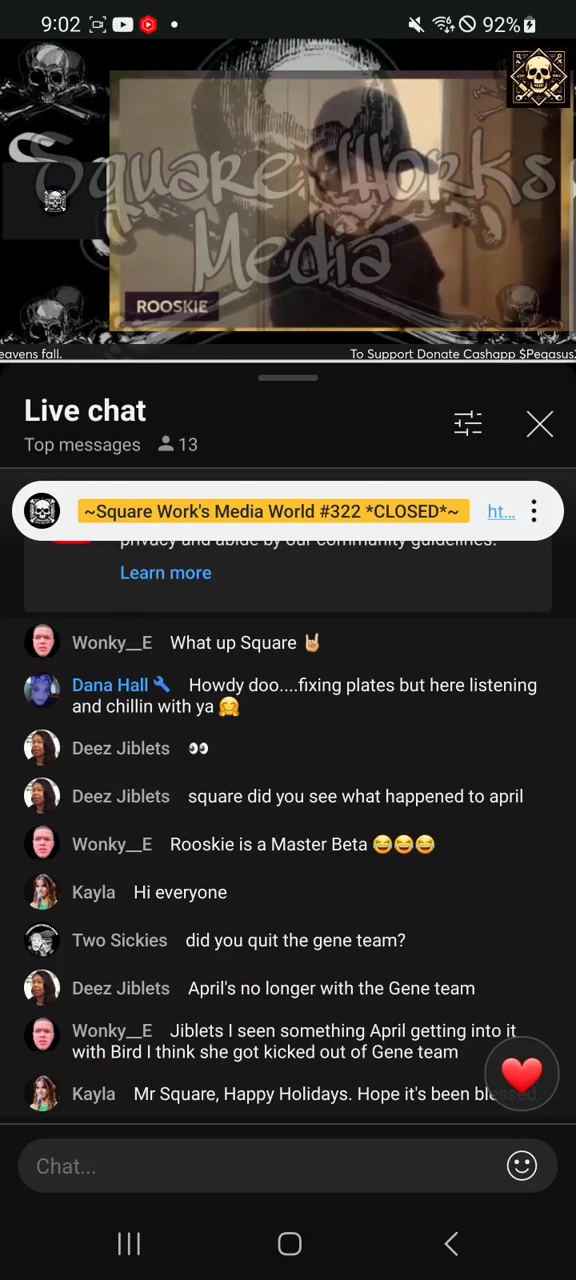 9:02 92%
Square Works
Media
ROOSKIE
eavens fall. To Support Donate Cashapp $Pegasus
Live chat
Top messages 13
~Square Work's Media World #322 *CLOSED*~ ht...
privacy and abide by our community guidelines.
Learn more
Wonky__E What up Square 🤘🏼
Dana Hall Howdy doo....fixing plates but here listening
and chillin with ya 🤗
Deez Jiblets 👀
Deez Jiblets square did you see what happened to april
Wonky__E Rooskie is a Master Beta 😂😂😂
Kayla Hi everyone
Two Sickies did you quit the gene team?
Deez Jiblets April's no longer with the Gene team
Wonky__E Jiblets I seen something April getting into it
with Bird I think she got kicked out of Gene team
Kayla Mr Square, Happy Holidays. Hope it's been blessed
Chat...